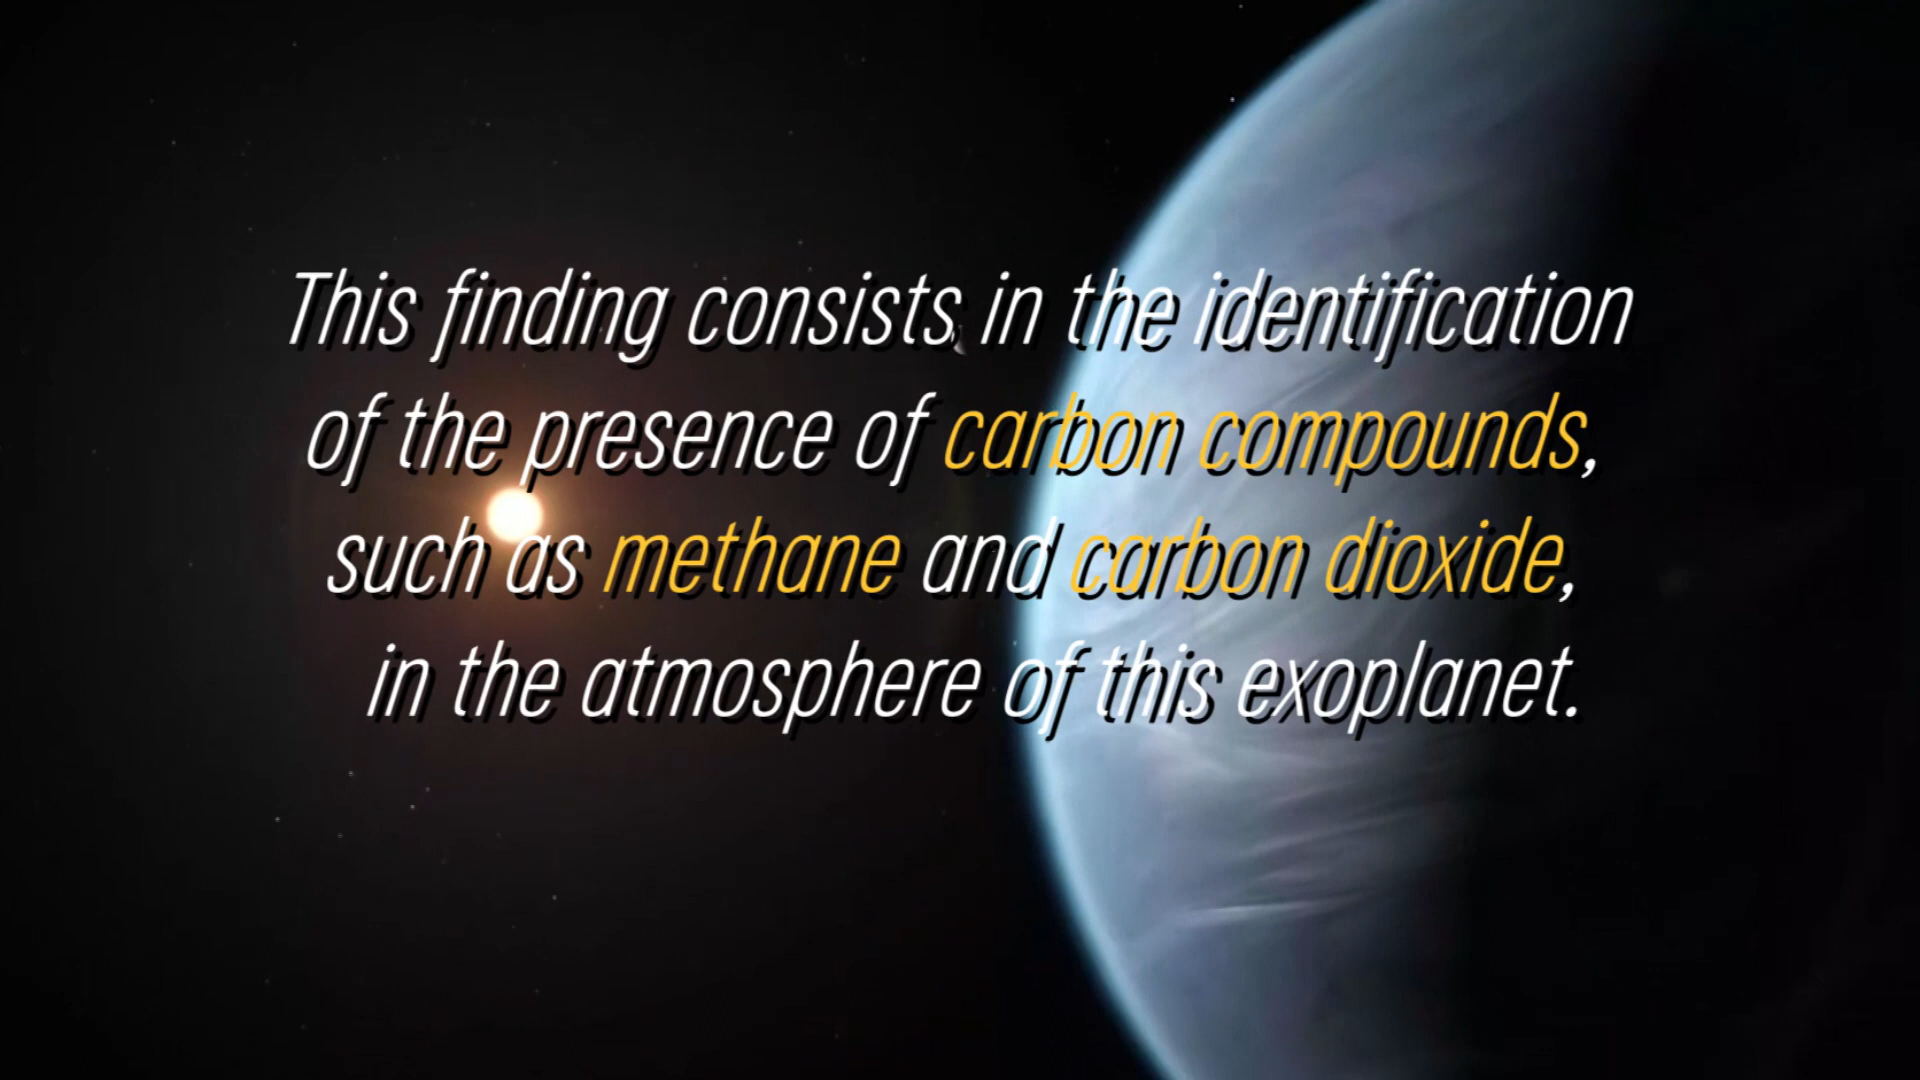 This finding consists in the identification
of the presence of carbon compounds,
such as methane and carbon dioxide,
in the atmosphere of this exoplanet.